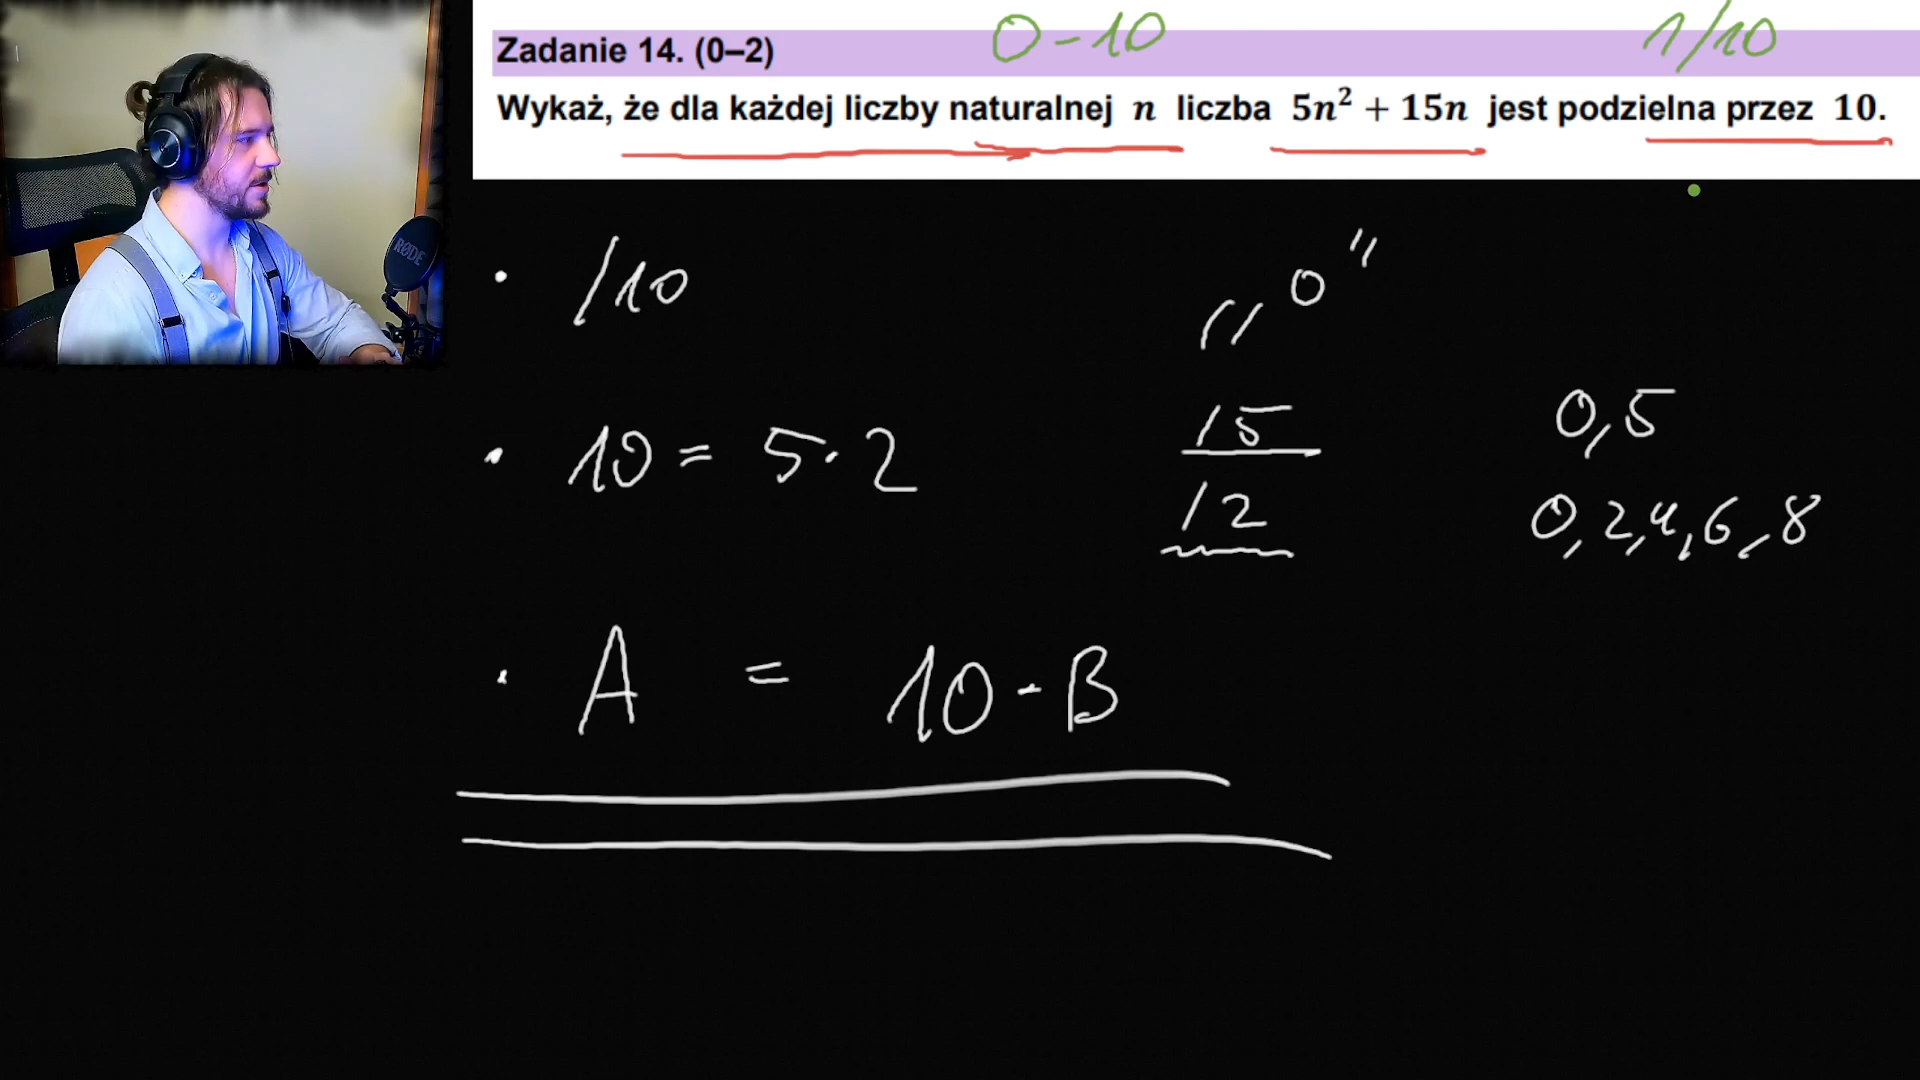 0-10
1/10
Zadanie 14. (0–2)
Wykaż, że dla każdej liczby naturalnej n liczba 5n² + 15n jest podzielna przez 10.
RØDE
• /10
„0"
• 10 = 5·2
/5
0,5
/2
0,2,4,6,8
• A = 10·B